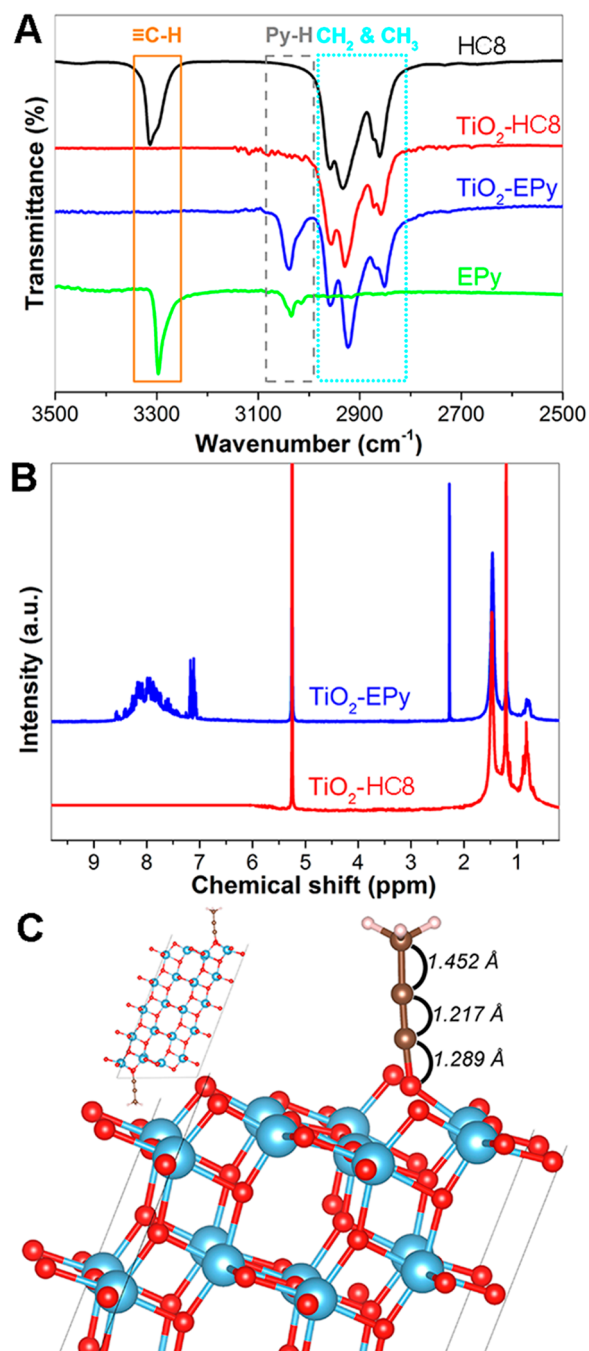 A
≡C-H
Py-H
CH₂ & CH₃
HC8
TiO₂-HC8
TiO₂-EPy
EPy
Transmittance (%)
3500 3300 3100 2900 2700 2500
Wavenumber (cm⁻¹)
B
TiO₂-EPy
TiO₂-HC8
Intensity (a.u.)
9 8 7 6 5 4 3 2 1
Chemical shift (ppm)
C
1.452 Å
1.217 Å
1.289 Å